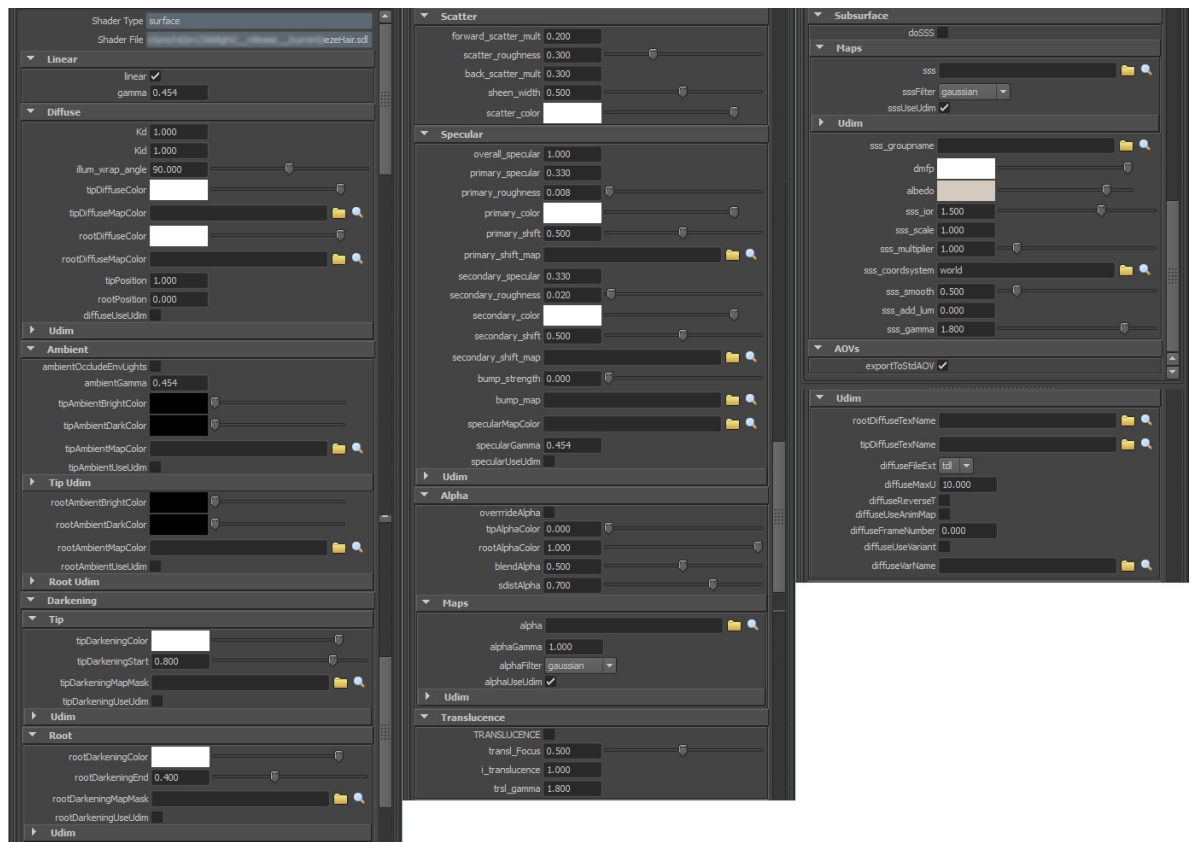 Shader Type surface
Shader File ezeHair.sdl
Linear
linear
gamma 0.454
Diffuse
Kd 1.000
Kid 1.000
illum_wrap_angle 90.000
tipDiffuseColor
tipDiffuseMapColor
rootDiffuseColor
rootDiffuseMapColor
tipPosition 1.000
rootPosition 0.000
diffuseUseUdim
Udim
Ambient
ambientOccludeEnvLights
ambientGamma 0.454
tipAmbientBrightColor
tipAmbientDarkColor
tipAmbientMapColor
tipAmbientUseUdim
Tip Udim
rootAmbientBrightColor
rootAmbientDarkColor
rootAmbientMapColor
rootAmbientUseUdim
Root Udim
Darkening
Tip
tipDarkeningColor
tipDarkeningStart 0.800
tipDarkeningMapMask
tipDarkeningUseUdim
Udim
Root
rootDarkeningColor
rootDarkeningEnd 0.400
rootDarkeningMapMask
rootDarkeningUseUdim
Udim
Scatter
forward_scatter_mult 0.200
scatter_roughness 0.300
back_scatter_mult 0.300
sheen_width 0.500
scatter_color
Specular
overall_specular 1.000
primary_specular 0.330
primary_roughness 0.008
primary_color
primary_shift 0.500
primary_shift_map
secondary_specular 0.330
secondary_roughness 0.020
secondary_color
secondary_shift 0.500
secondary_shift_map
bump_strength 0.000
bump_map
specularMapColor
specularGamma 0.454
specularUseUdim
Udim
Alpha
overrrideAlpha
tipAlphaColor 0.000
rootAlphaColor 1.000
blendAlpha 0.500
sdistAlpha 0.700
Maps
alpha
alphaGamma 1.000
alphaFilter gaussian
alphaUseUdim
Udim
Translucence
TRANSLUCENCE
transl_Focus 0.500
i_translucence 1.000
trsl_gamma 1.800
Subsurface
doSSS
Maps
sss
sssFilter gaussian
sssUseUdim
Udim
sss_groupname
dmfp
albedo
sss_ior 1.500
sss_scale 1.000
sss_multiplier 1.000
sss_coordsystem world
sss_smooth 0.500
sss_add_lum 0.000
sss_gamma 1.800
AOVs
exportToStdAOV
Udim
rootDiffuseTexName
tipDiffuseTexName
diffuseFileExt tdl
diffuseMaxU 10.000
diffuseReverseT
diffuseUseAnimMap
diffuseFrameNumber 0.000
diffuseUseVariant
diffuseVarName